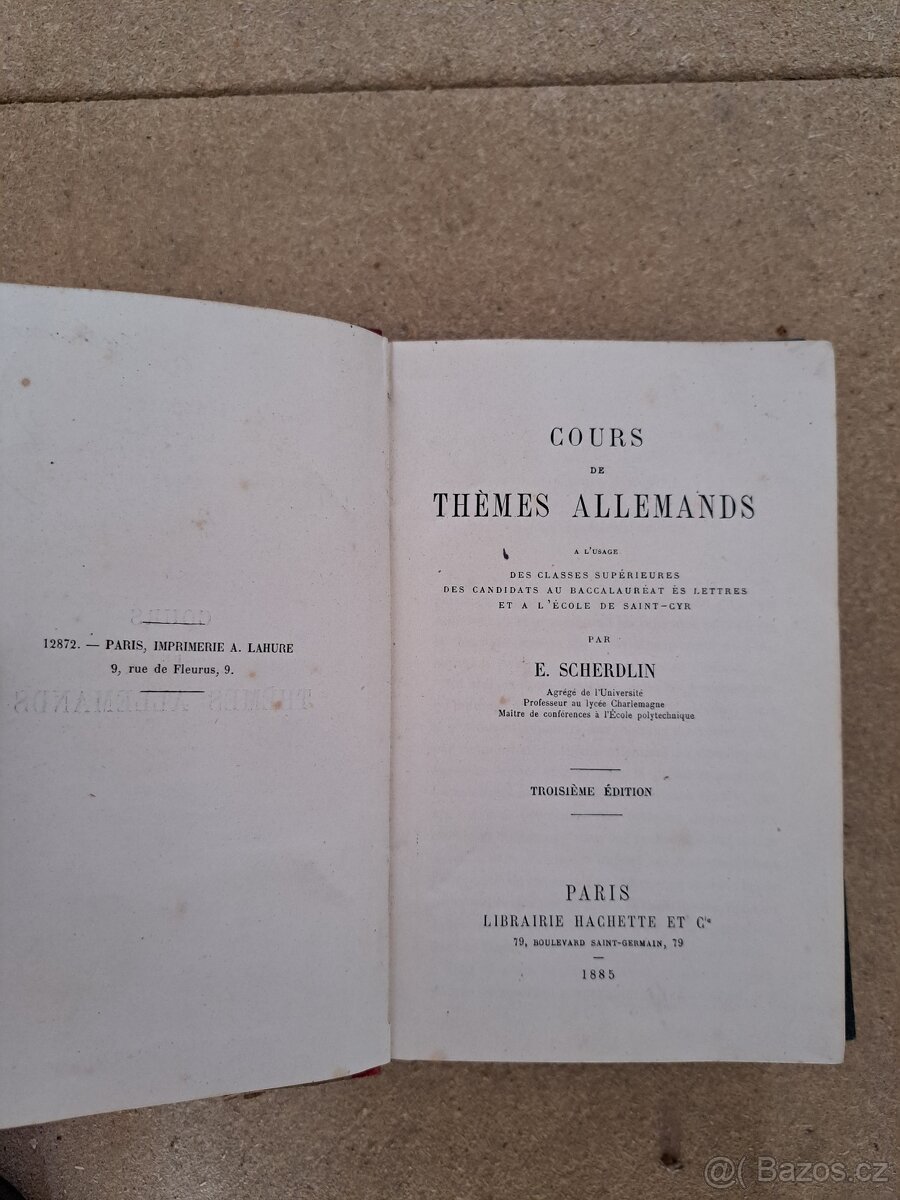 12872. — PARIS, IMPRIMERIE A. LAHURE
9, rue de Fleurus, 9.
COURS
THÈMES ALLEMANDS
COURS
DE
THÈMES ALLEMANDS
A L'USAGE
DES CLASSES SUPÉRIEURES
DES CANDIDATS AU BACCALAURÉAT ÈS LETTRES
ET A L'ÉCOLE DE SAINT-CYR
PAR
E. SCHERDLIN
Agrégé de l'Université
Professeur au lycée Charlemagne
Maître de conférences à l'École polytechnique
TROISIÈME ÉDITION
PARIS
LIBRAIRIE HACHETTE ET Cie
79, BOULEVARD SAINT-GERMAIN, 79
1885
@( Bazos.cz